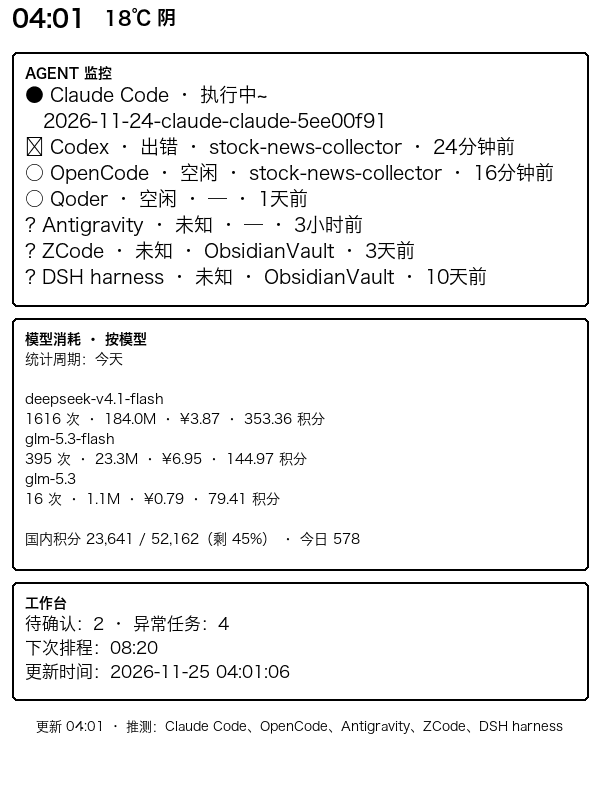 04:01 18℃ 阴
AGENT 监控
● Claude Code · 执行中~
2026-11-24-claude-claude-5ee00f91
☒ Codex · 出错 · stock-news-collector · 24分钟前
○ OpenCode · 空闲 · stock-news-collector · 16分钟前
○ Qoder · 空闲 · — · 1天前
? Antigravity · 未知 · — · 3小时前
? ZCode · 未知 · ObsidianVault · 3天前
? DSH harness · 未知 · ObsidianVault · 10天前
模型消耗 · 按模型
统计周期：今天
deepseek-v4.1-flash
1616 次 · 184.0M · ¥3.87 · 353.36 积分
glm-5.3-flash
395 次 · 23.3M · ¥6.95 · 144.97 积分
glm-5.3
16 次 · 1.1M · ¥0.79 · 79.41 积分
国内积分 23,641 / 52,162（剩 45%） · 今日 578
工作台
待确认：2 · 异常任务：4
下次排程：08:20
更新时间：2026-11-25 04:01:06
更新 04:01 · 推测：Claude Code、OpenCode、Antigravity、ZCode、DSH harness